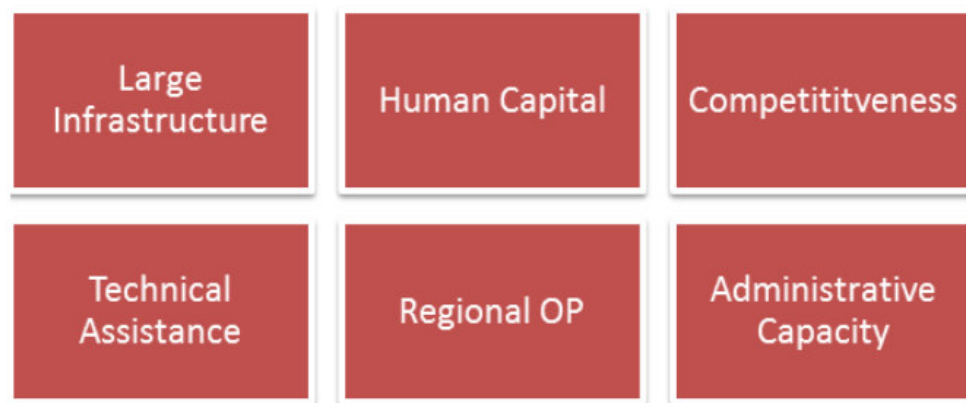 Large
Infrastructure
Human Capital
Competititveness
Technical
Assistance
Regional OP
Administrative
Capacity